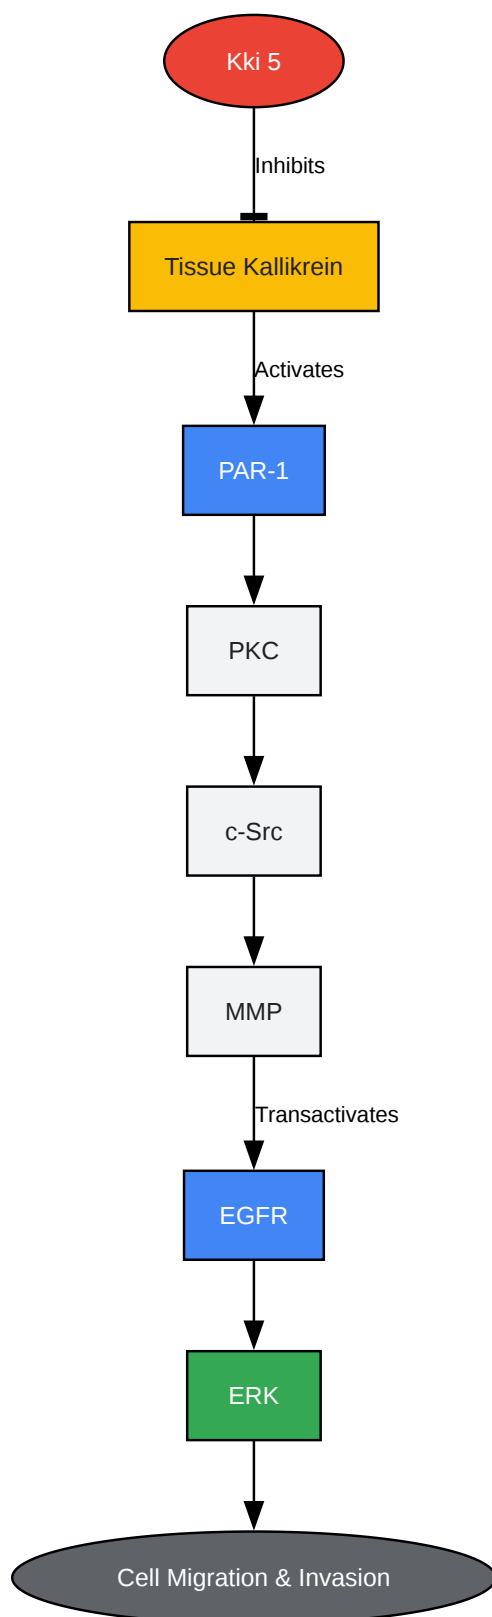 Kki 5
Inhibits
Tissue Kallikrein
Activates
PAR-1
PKC
c-Src
MMP
Transactivates
EGFR
ERK
Cell Migration & Invasion